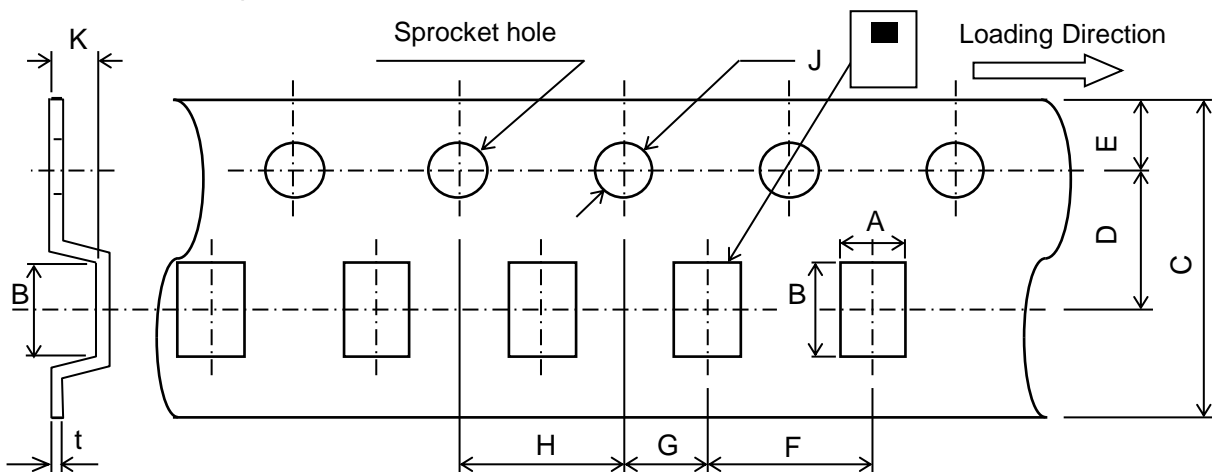 K
Sprocket hole
J
Loading Direction
E
A
D
C
B
B
t
H
G
F